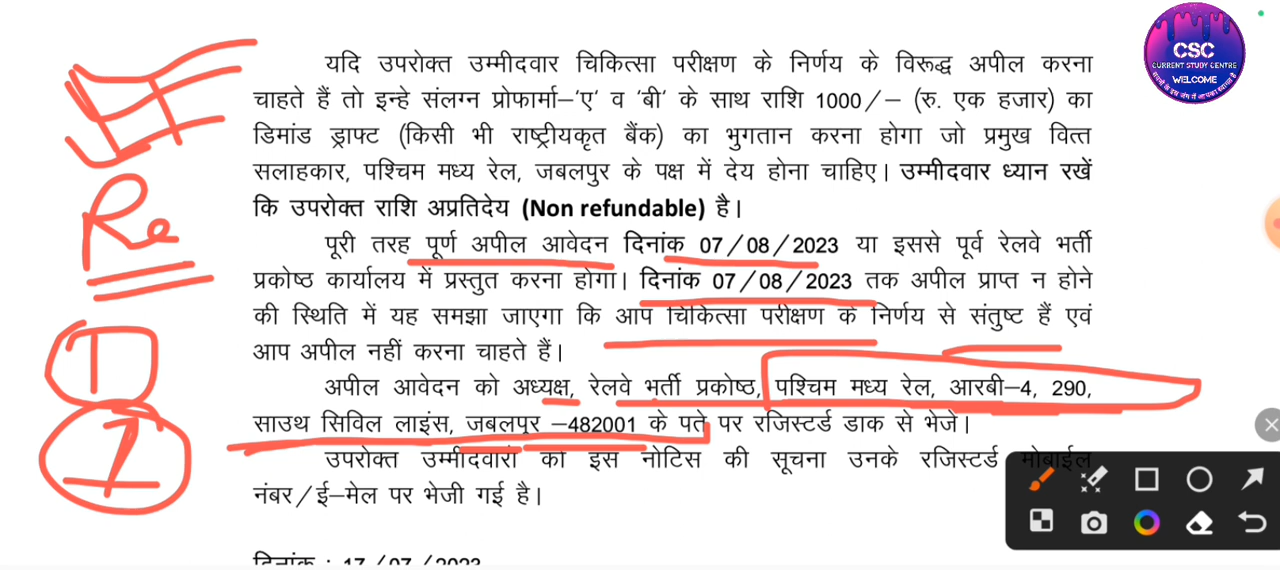 CSC
CURRENT STUDY CENTRE
WELCOME
यदि उपरोक्त उम्मीदवार चिकित्सा परीक्षण के निर्णय के विरूद्ध अपील करना
चाहते हैं तो इन्हे संलग्न प्रोफार्मा–'ए' व 'बी' के साथ राशि 1000/– (रु. एक हजार) का
डिमांड ड्राफ्ट (किसी भी राष्ट्रीयकृत बैंक) का भुगतान करना होगा जो प्रमुख वित्त
सलाहकार, पश्चिम मध्य रेल, जबलपुर के पक्ष में देय होना चाहिए। उम्मीदवार ध्यान रखें
कि उपरोक्त राशि अप्रतिदेय (Non refundable) है।
Re
पूरी तरह पूर्ण अपील आवेदन दिनांक 07/08/2023 या इससे पूर्व रेलवे भर्ती
प्रकोष्ठ कार्यालय में प्रस्तुत करना होगा। दिनांक 07/08/2023 तक अपील प्राप्त न होने
की स्थिति में यह समझा जाएगा कि आप चिकित्सा परीक्षण के निर्णय से संतुष्ट हैं एवं
आप अपील नहीं करना चाहते हैं।
अपील आवेदन को अध्यक्ष, रेलवे भर्ती प्रकोष्ठ, पश्चिम मध्य रेल, आरबी–4, 290,
साउथ सिविल लाइंस, जबलपुर –482001 के पते पर रजिस्टर्ड डाक से भेजे।
उपरोक्त उम्मीदवारों को इस नोटिस की सूचना उनके रजिस्टर्ड मोबाईल
नंबर/ई–मेल पर भेजी गई है।
दिनांक : 17/07/2023